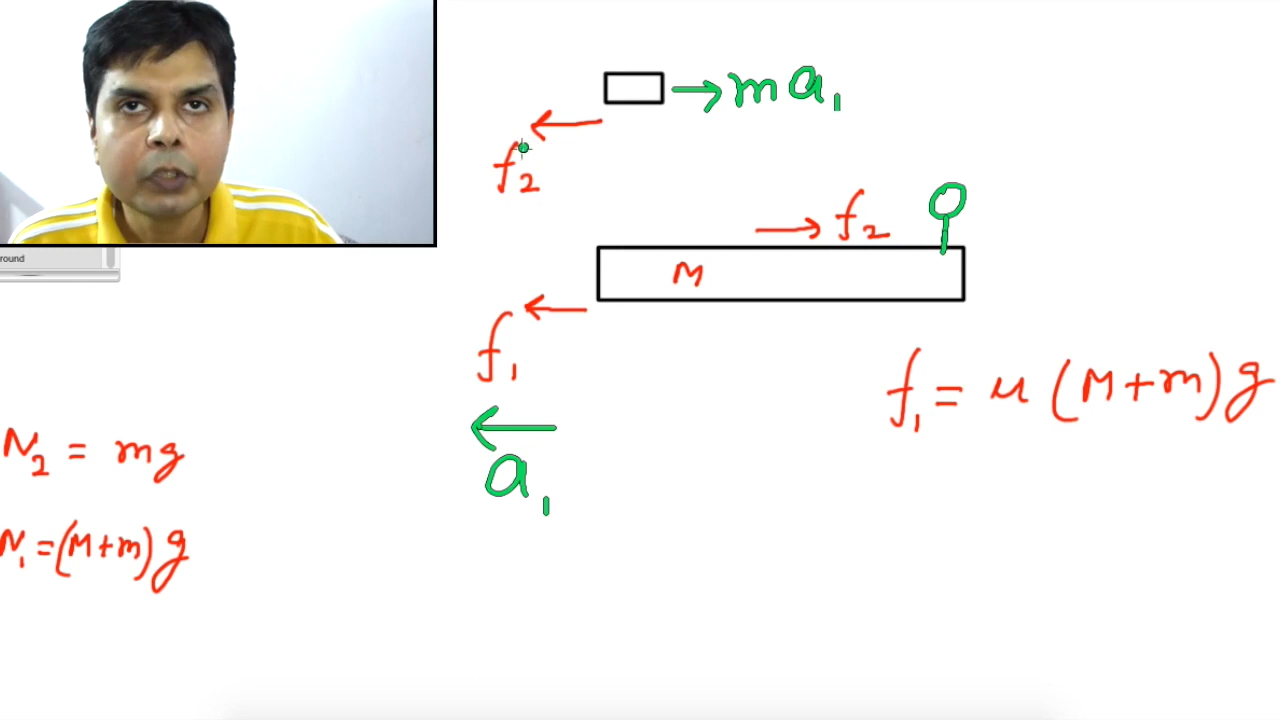 ma₁
f₂
f₂
M
f₁
f₁ = μ (M+m)g
a₁
N₂ = mg
N₁ = (M+m)g
round